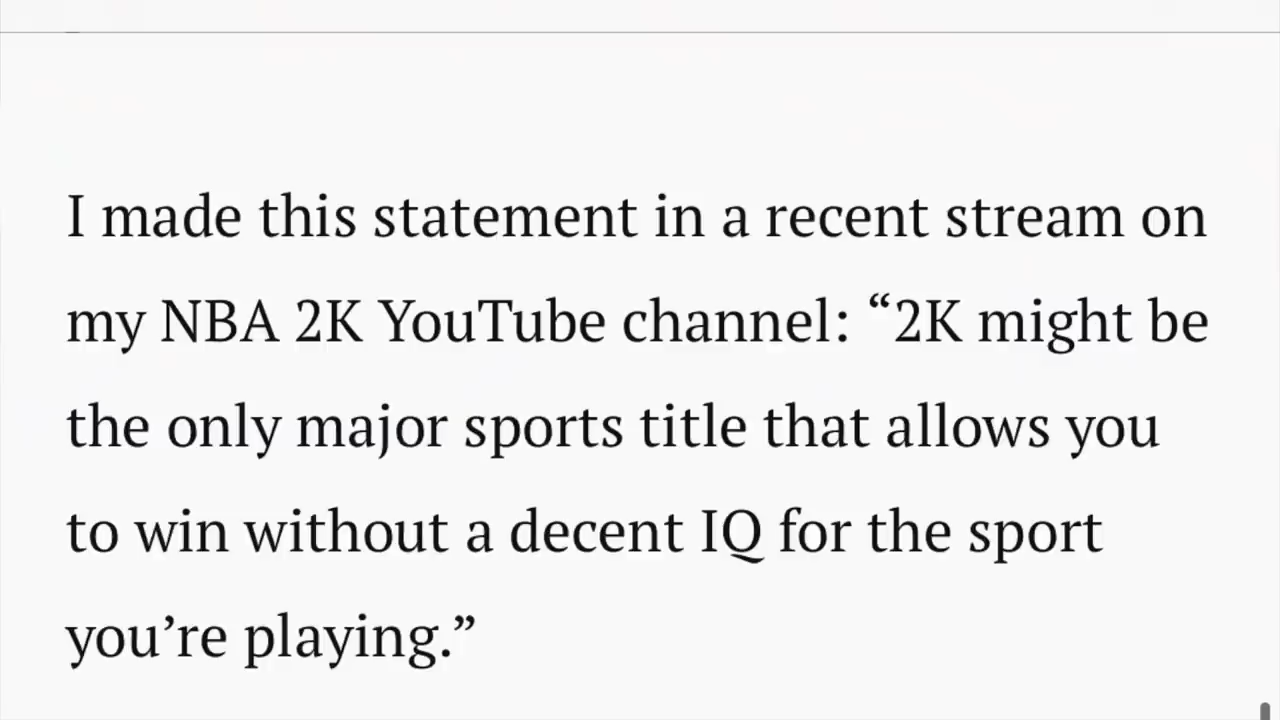 I made this statement in a recent stream on
my NBA 2K YouTube channel: “2K might be
the only major sports title that allows you
to win without a decent IQ for the sport
you’re playing.”